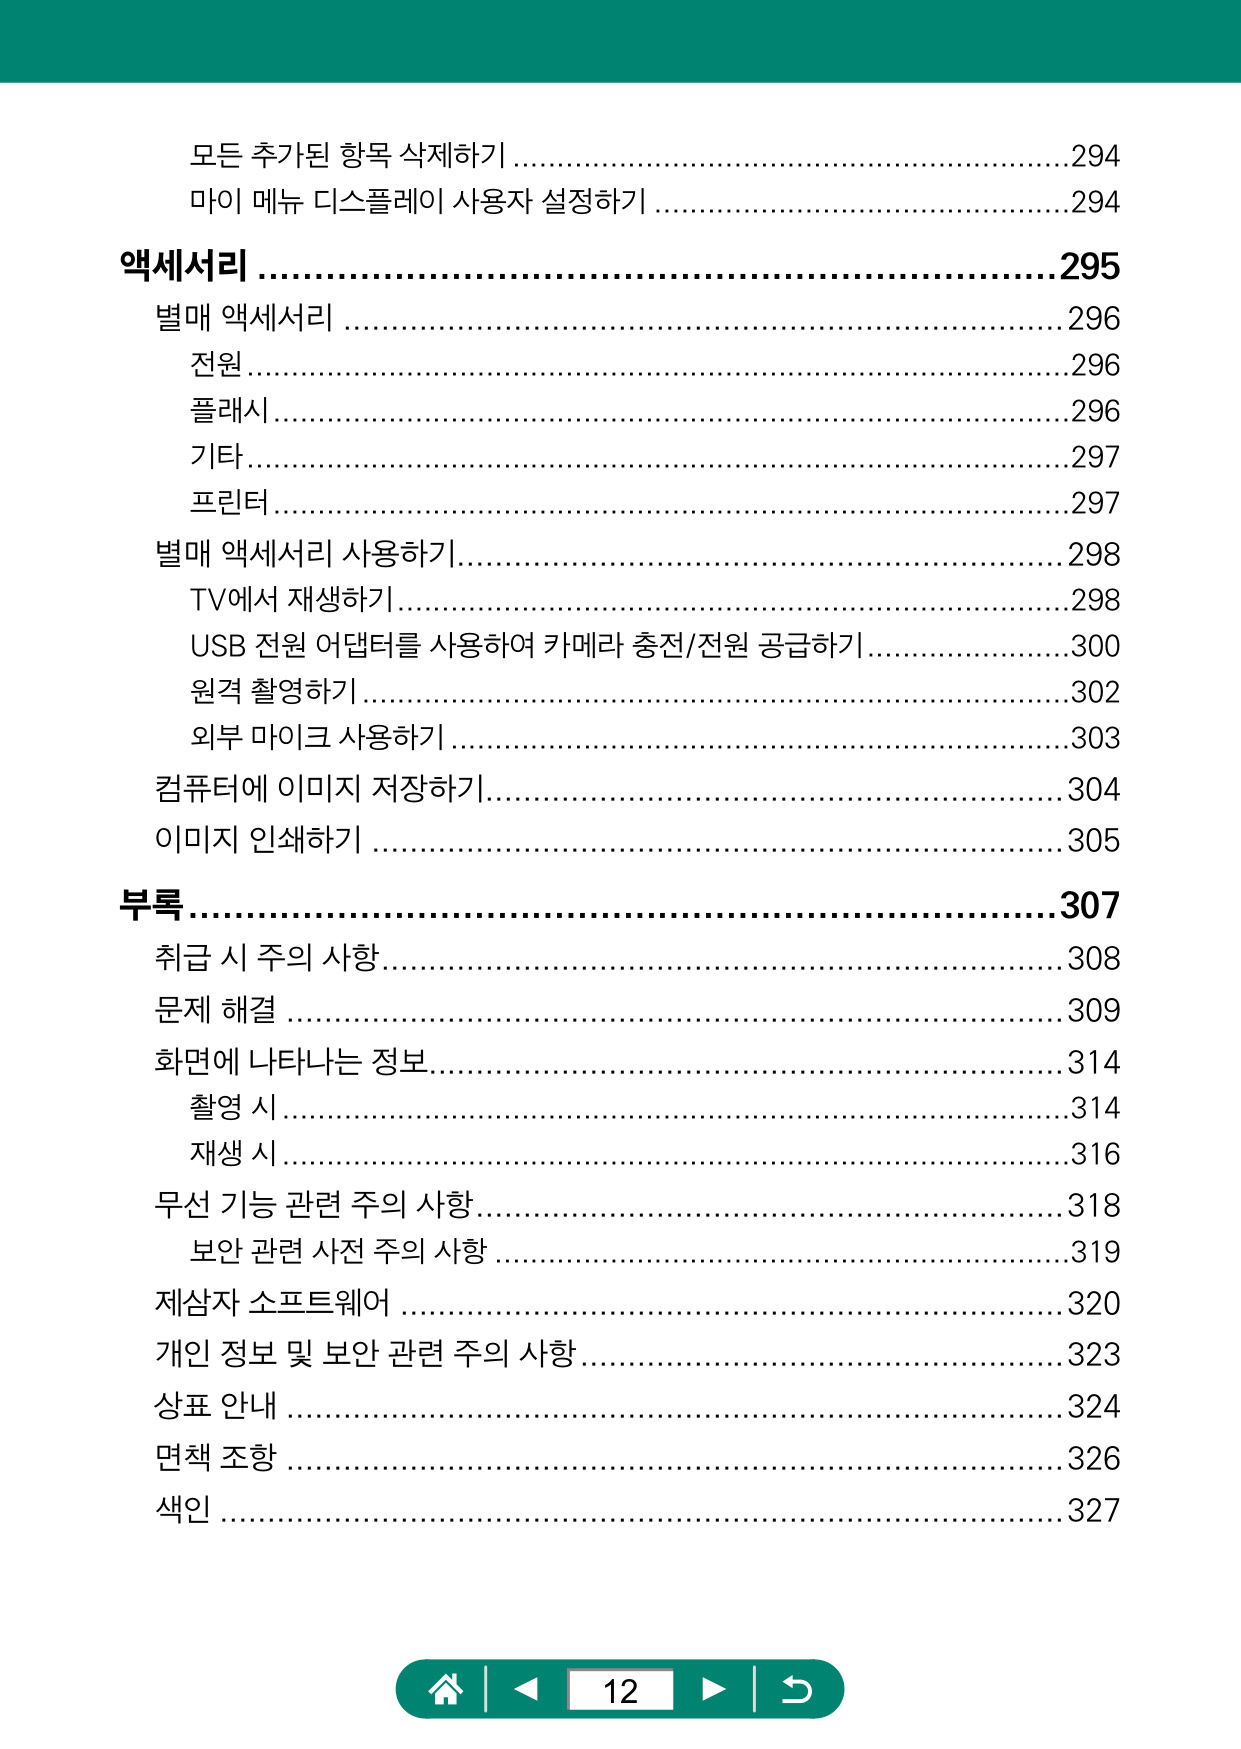 모든 추가된 항목 삭제하기 ........................................ 294
마이 메뉴 디스플레이 사용자 설정하기 ........................................ 294
액세서리 ........................................ 295
별매 액세서리 ........................................ 296
전원 ........................................ 296
플래시 ........................................ 296
기타 ........................................ 297
프린터 ........................................ 297
별매 액세서리 사용하기 ........................................ 298
TV에서 재생하기 ........................................ 298
USB 전원 어댑터를 사용하여 카메라 충전/전원 공급하기 ........................................ 300
원격 촬영하기 ........................................ 302
외부 마이크 사용하기 ........................................ 303
컴퓨터에 이미지 저장하기 ........................................ 304
이미지 인쇄하기 ........................................ 305
부록 ........................................ 307
취급 시 주의 사항 ........................................ 308
문제 해결 ........................................ 309
화면에 나타나는 정보 ........................................ 314
촬영 시 ........................................ 314
재생 시 ........................................ 316
무선 기능 관련 주의 사항 ........................................ 318
보안 관련 사전 주의 사항 ........................................ 319
제삼자 소프트웨어 ........................................ 320
개인 정보 및 보안 관련 주의 사항 ........................................ 323
상표 안내 ........................................ 324
면책 조항 ........................................ 326
색인 ........................................ 327
12